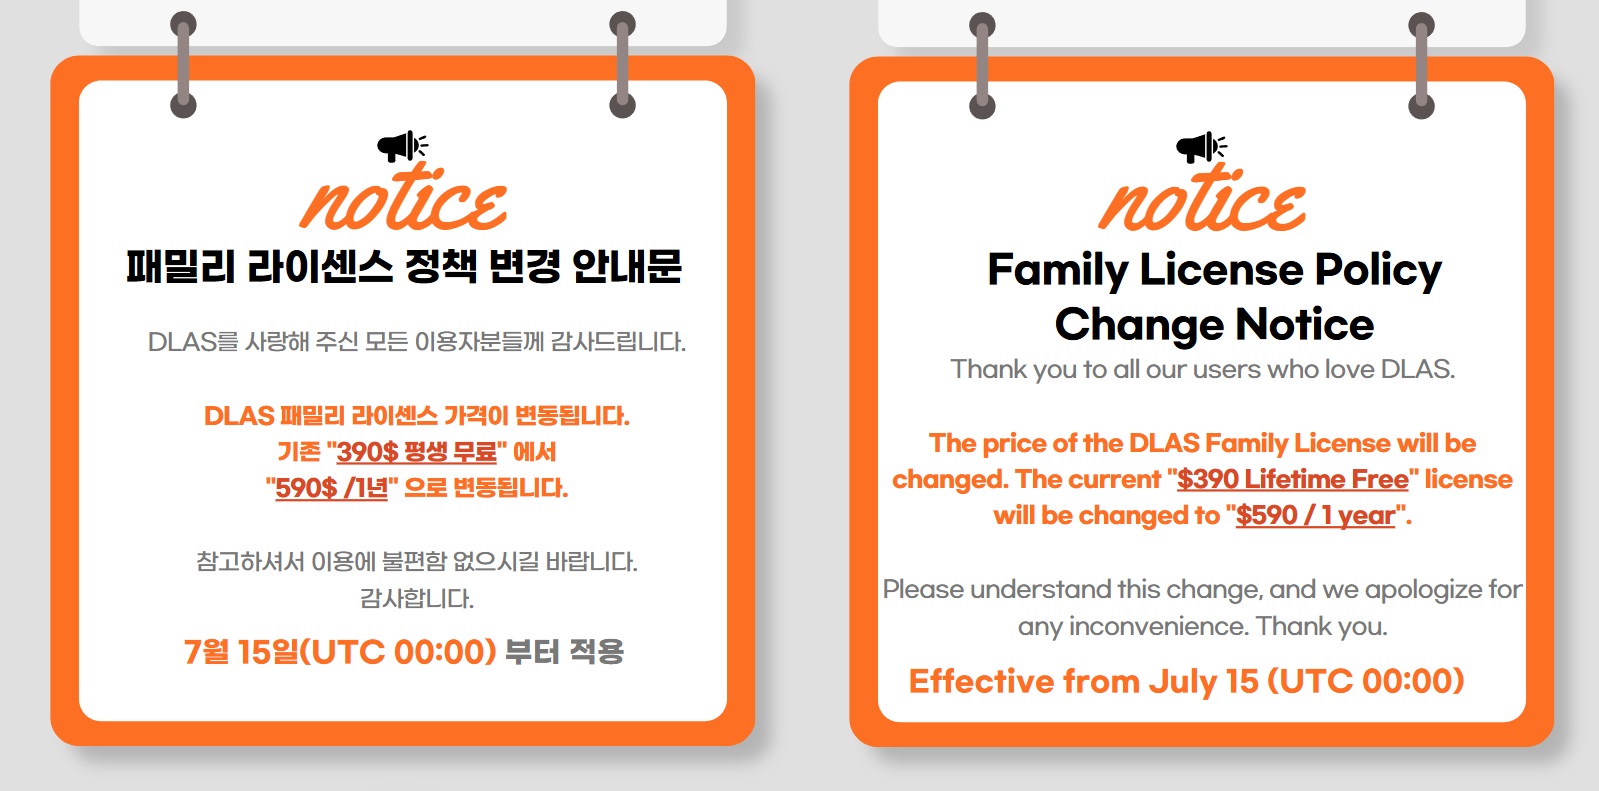 notice
패밀리 라이센스 정책 변경 안내문
DLAS를 사랑해 주신 모든 이용자분들께 감사드립니다.
DLAS 패밀리 라이센스 가격이 변동됩니다.
기존 "390$ 평생 무료" 에서
"590$ /1년" 으로 변동됩니다.
참고하셔서 이용에 불편함 없으시길 바랍니다.
감사합니다.
7월 15일(UTC 00:00) 부터 적용
notice
Family License Policy
Change Notice
Thank you to all our users who love DLAS.
The price of the DLAS Family License will be
changed. The current "$390 Lifetime Free" license
will be changed to "$590 / 1 year".
Please understand this change, and we apologize for
any inconvenience. Thank you.
Effective from July 15 (UTC 00:00)